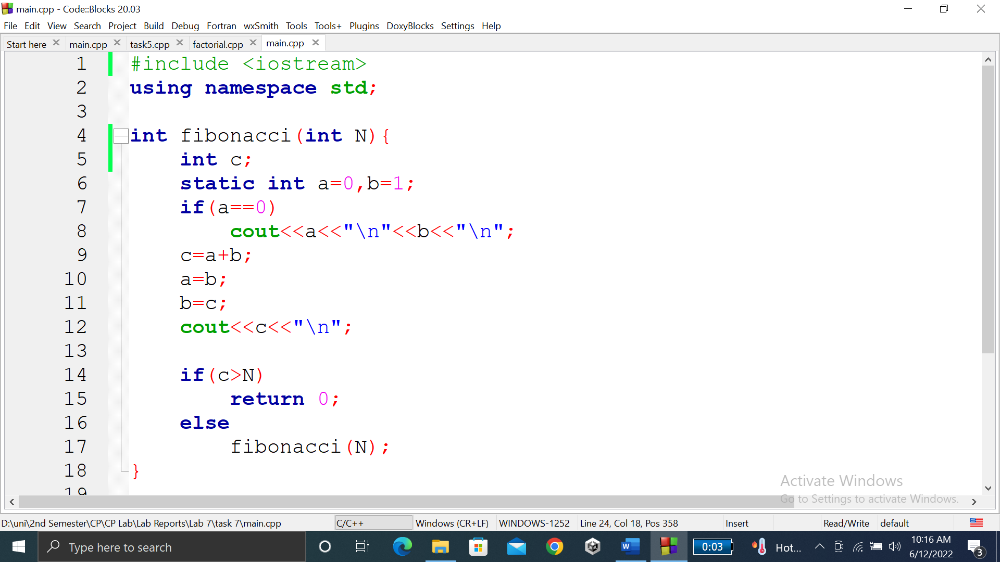 main.cpp - Code::Blocks 20.03
File Edit View Search Project Build Debug Fortran wxSmith Tools Tools+ Plugins DoxyBlocks Settings Help
Start here main.cpp task5.cpp factorial.cpp main.cpp
1 #include <iostream>
2 using namespace std;
3
4 int fibonacci(int N){
5     int c;
6     static int a=0,b=1;
7     if(a==0)
8         cout<<a<<"\n"<<b<<"\n";
9     c=a+b;
10     a=b;
11     b=c;
12     cout<<c<<"\n";
13
14     if(c>N)
15         return 0;
16     else
17         fibonacci(N);
18 }
19
Activate Windows
Go to Settings to activate Windows.
D:\uni\2nd Semester\CP\CP Lab\Lab Reports\Lab 7\task 7\main.cpp C/C++ Windows (CR+LF) WINDOWS-1252 Line 24, Col 18, Pos 358 Insert Read/Write default
Type here to search
W
0:03
Hot...
10:16 AM
6/12/2022
3